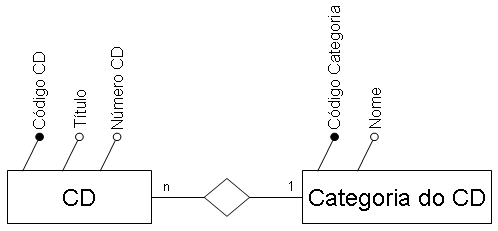 Código CD
Título
Número CD
Código Categoria
Nome
CD
n
1
Categoria do CD